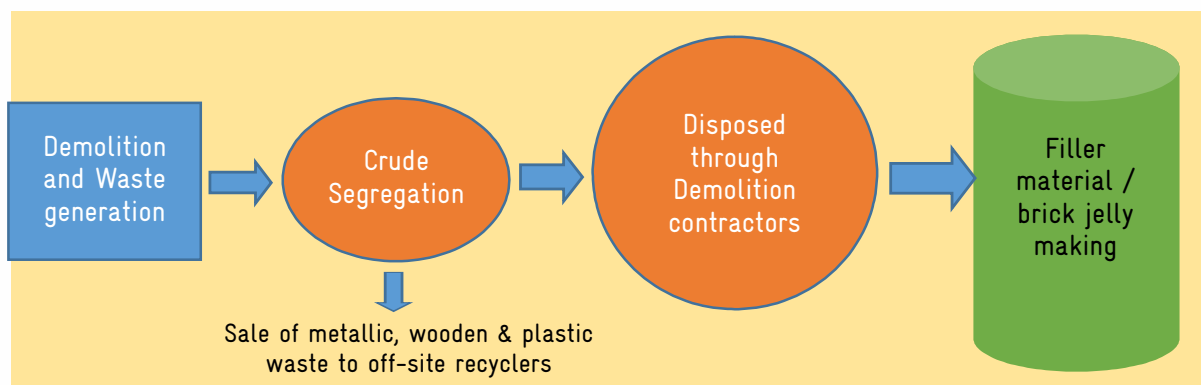 Demolition
and Waste
generation
Crude
Segregation
Sale of metallic, wooden & plastic
waste to off-site recyclers
Disposed
through
Demolition
contractors
Filler
material /
brick jelly
making